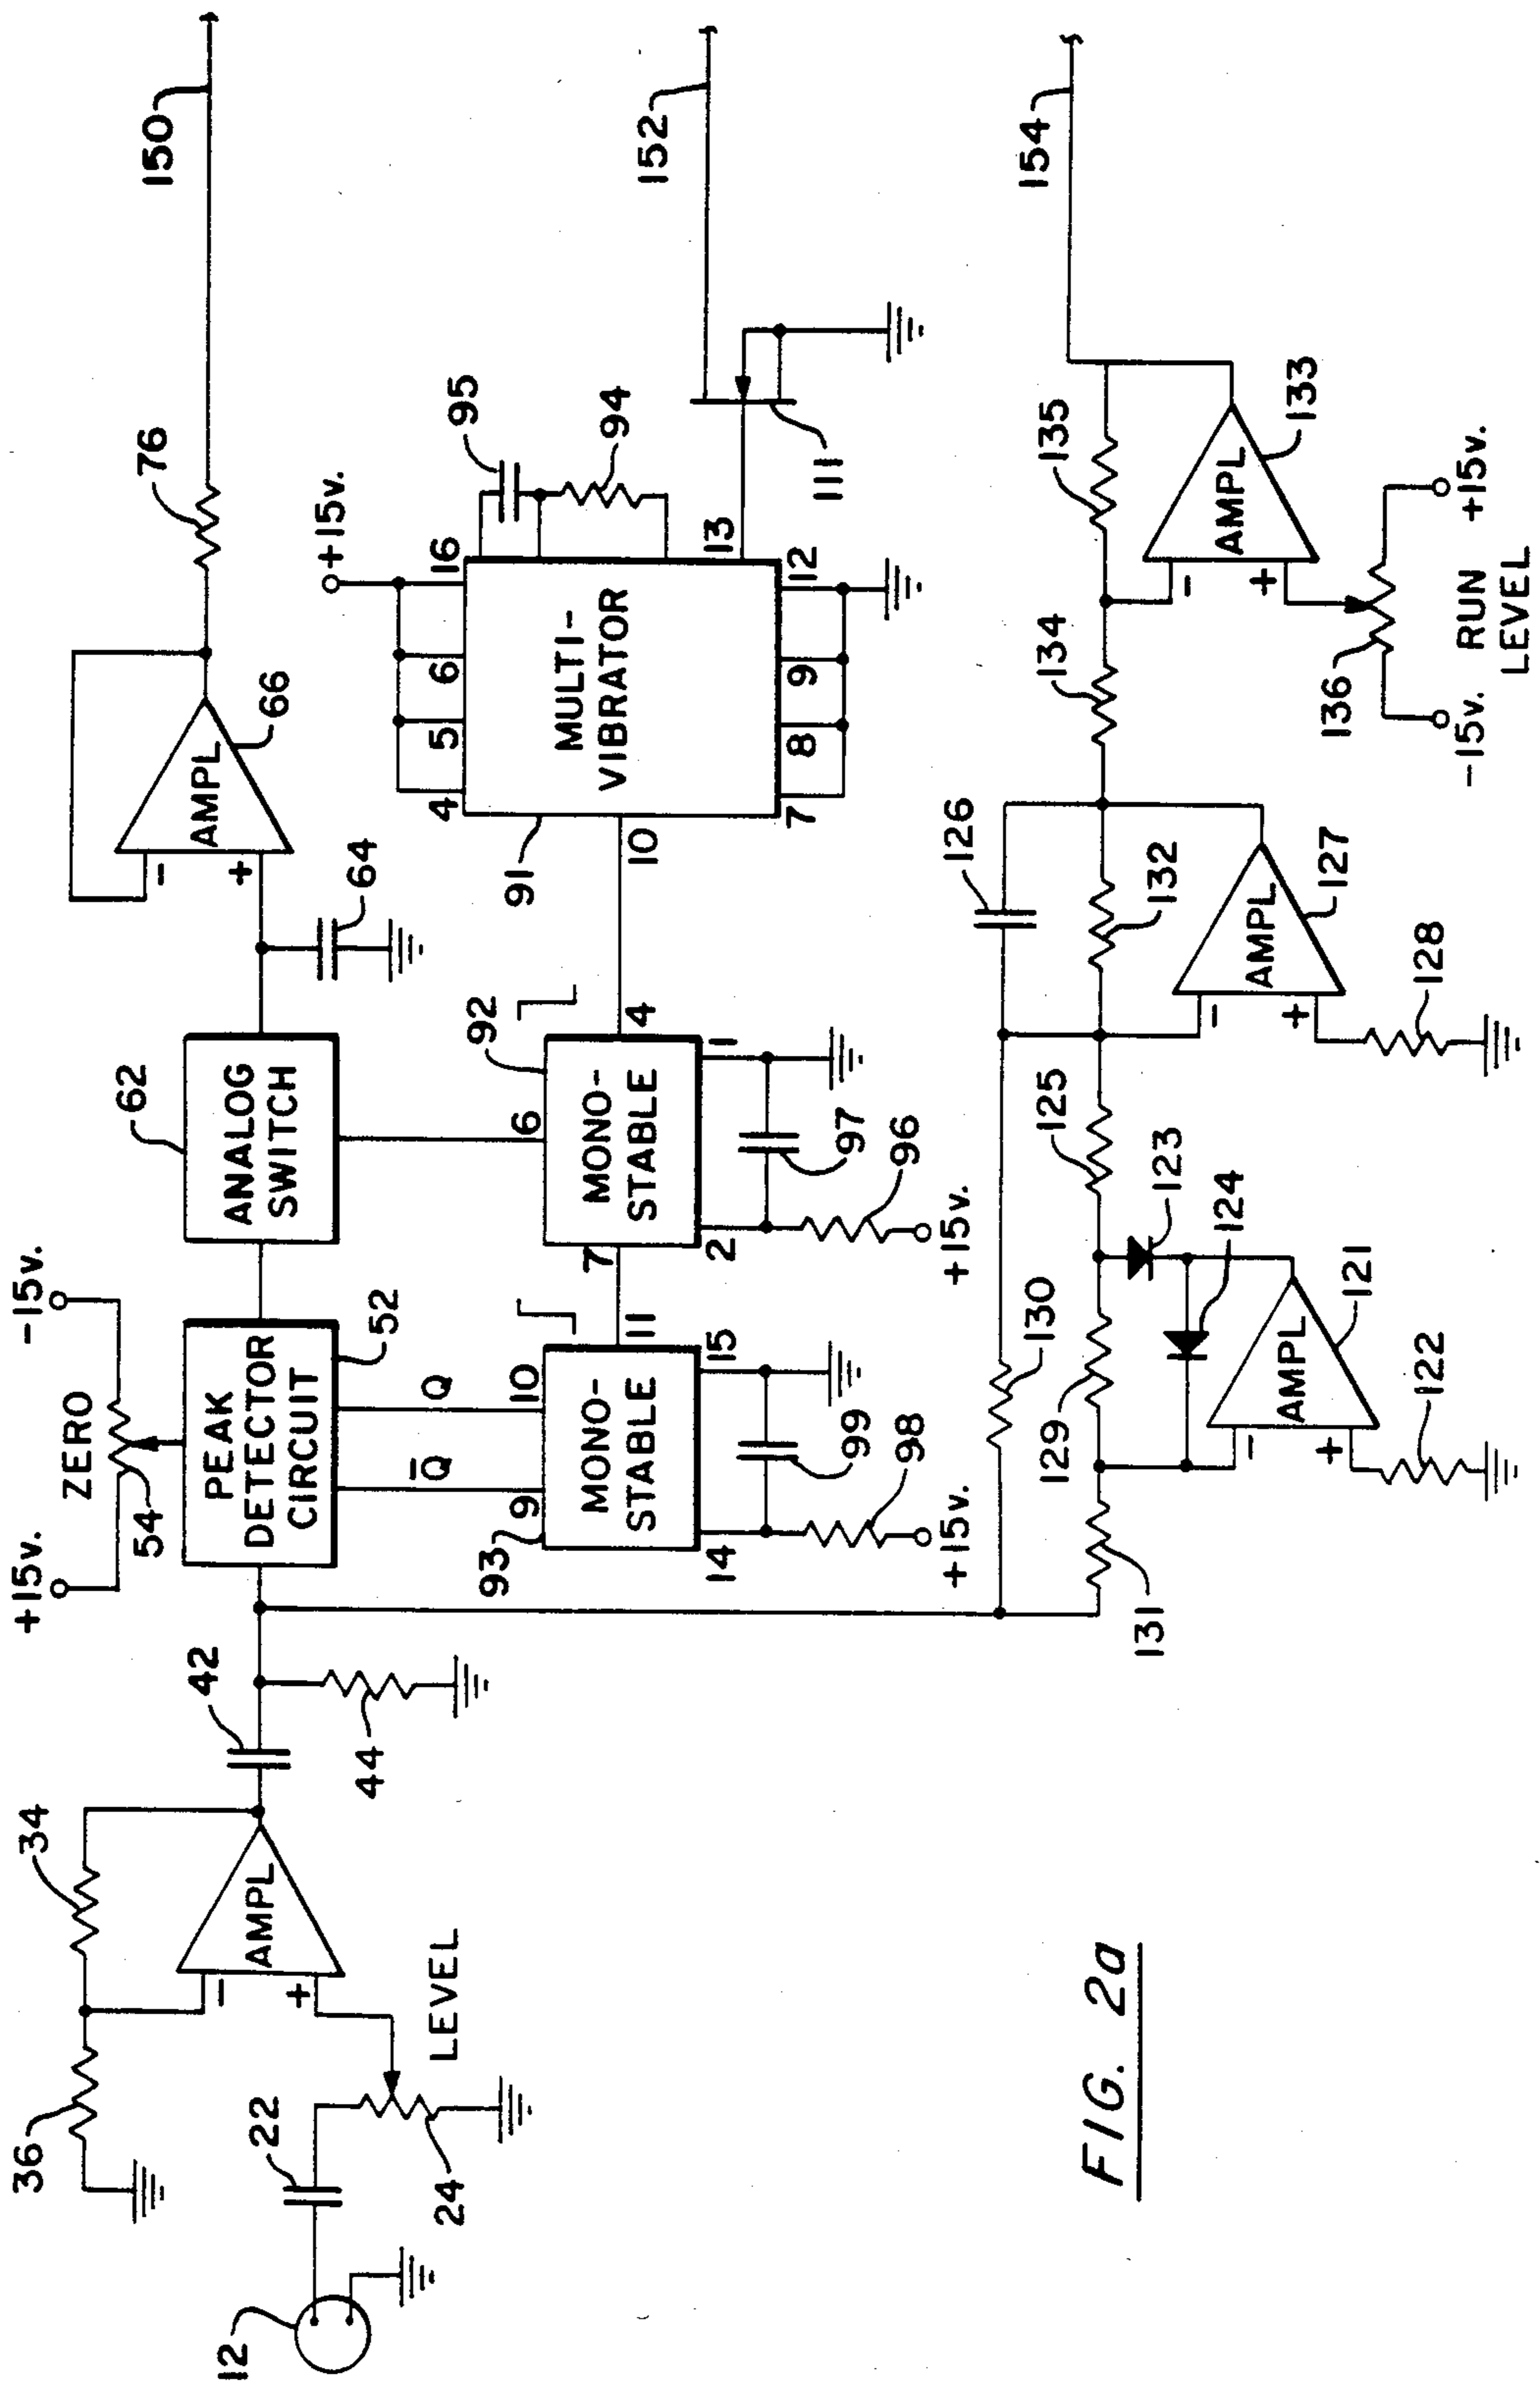 FIG. 2a
12
22
24
LEVEL
36
34
AMPL
-
+
42
44
+15v.
ZERO
-15v.
54
PEAK
DETECTOR
CIRCUIT
52
Q̄
Q
62
ANALOG
SWITCH
64
AMPL
-
+
66
76
150
93
9
10
11
14
15
MONO-
STABLE
99
98
+15v.
92
7
6
4
2
1
MONO-
STABLE
97
96
+15v.
91
10
4
5
6
16
+15v.
MULTI-
VIBRATOR
7
8
9
12
13
95
94
111
152
131
130
129
125
123
124
AMPL
-
+
121
122
126
132
AMPL
-
+
127
128
134
135
AMPL
-
+
133
136
-15v.
+15v.
RUN
LEVEL
154